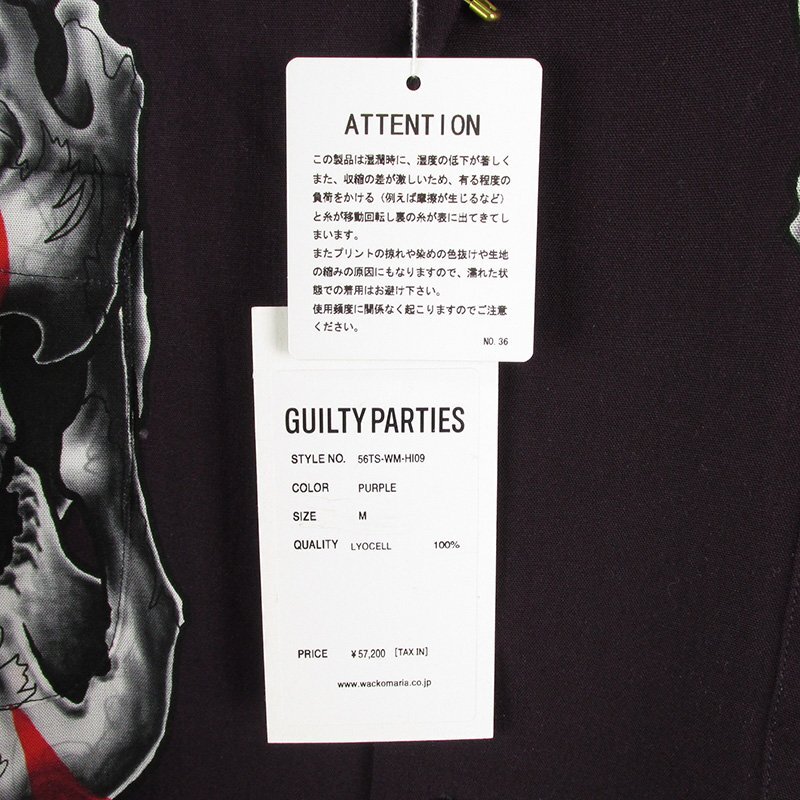 ATTENTION
この製品は湿潤時に、湿度の低下が著しく
また、収縮の差が激しいため、有る程度の
負荷をかける（例えば摩擦が生じるなど）
と糸が移動回転し裏の糸が表に出てきてし
まいます。
またプリントの掠れや染めの色抜けや生地
の縮みの原因にもなりますので、濡れた状
態での着用はお避け下さい。
使用頻度に関係なく起こりますのでご注意
ください。
NO. 36
GUILTY PARTIES
STYLE NO. 56TS-WM-HI09
COLOR PURPLE
SIZE M
QUALITY LYOCELL 100%
PRICE ¥57,200 [TAX IN]
www.wackomaria.co.jp